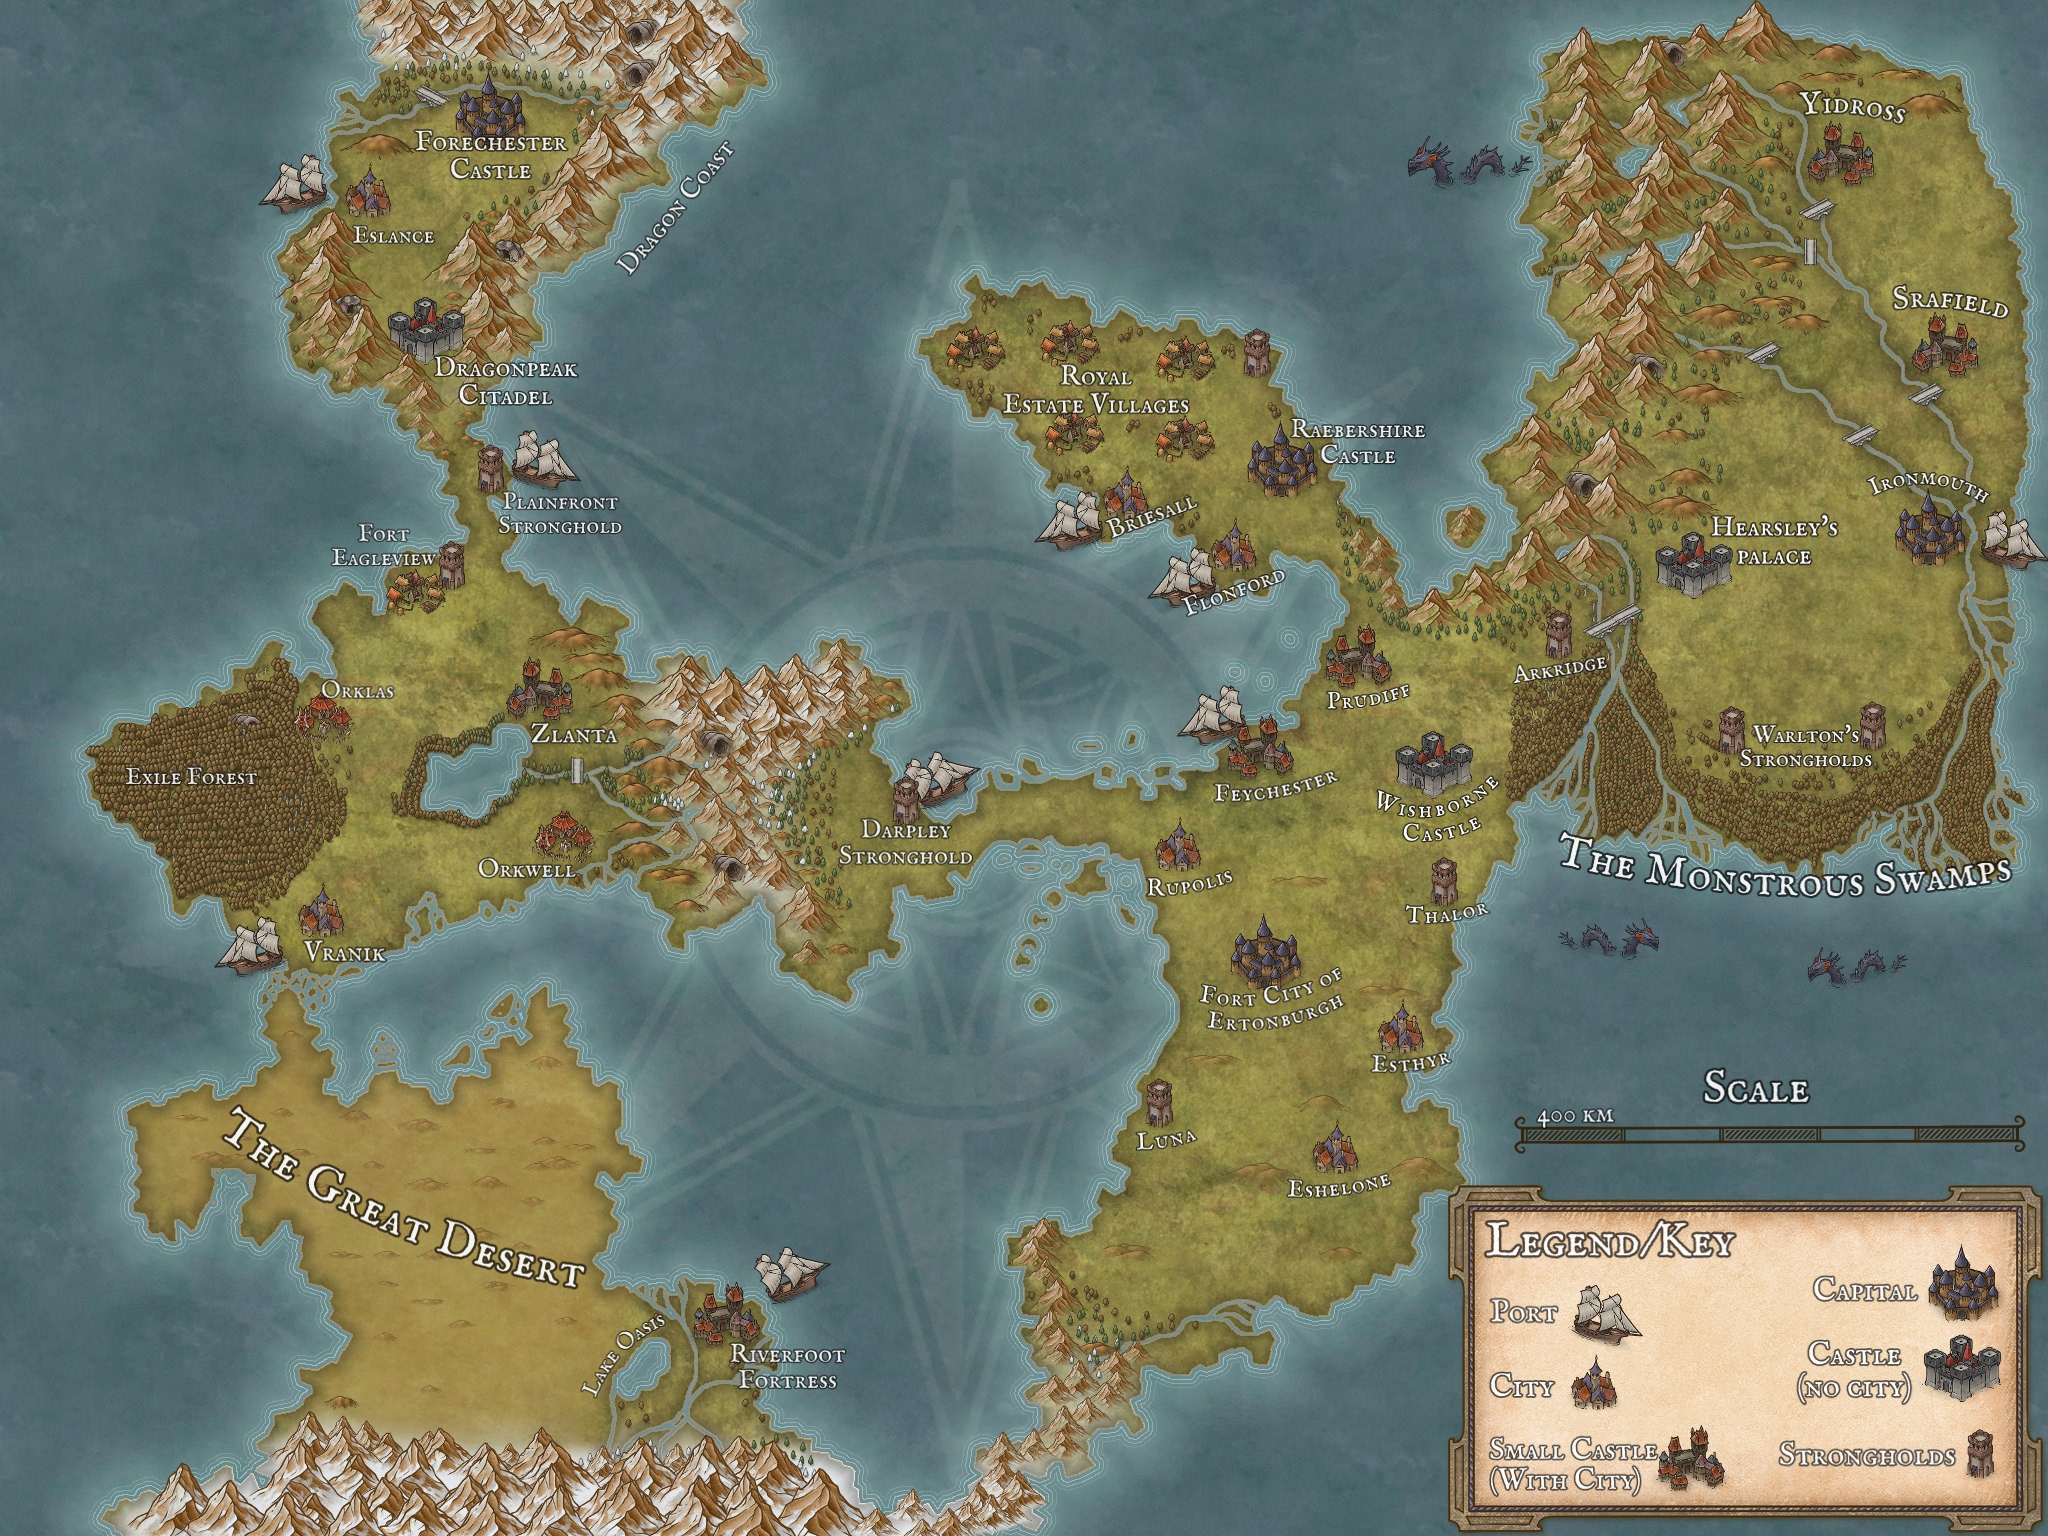 Forechester
Castle
Eslance
Dragon Coast
Dragonpeak
Citadel
Plainfront
Stronghold
Fort
Eagleview
Orklas
Exile Forest
Zlanta
Orkwell
Vranik
Darpley
Stronghold
The Great Desert
Lake Oasis
Riverfoot
Fortress
Royal
Estate Villages
Raebershire
Castle
Briesall
Flonford
Prudiff
Feychester
Wishborne
Castle
Rupolis
Thalor
Fort City of
Ertonburgh
Esthyr
Luna
Eshelone
Yidross
Srafield
Ironmouth
Hearsley's
palace
Arkridge
Warlton's
Strongholds
The Monstrous Swamps
Scale
400 km
Legend/Key
Port
City
Small Castle
(With City)
Capital
Castle
(no city)
Strongholds